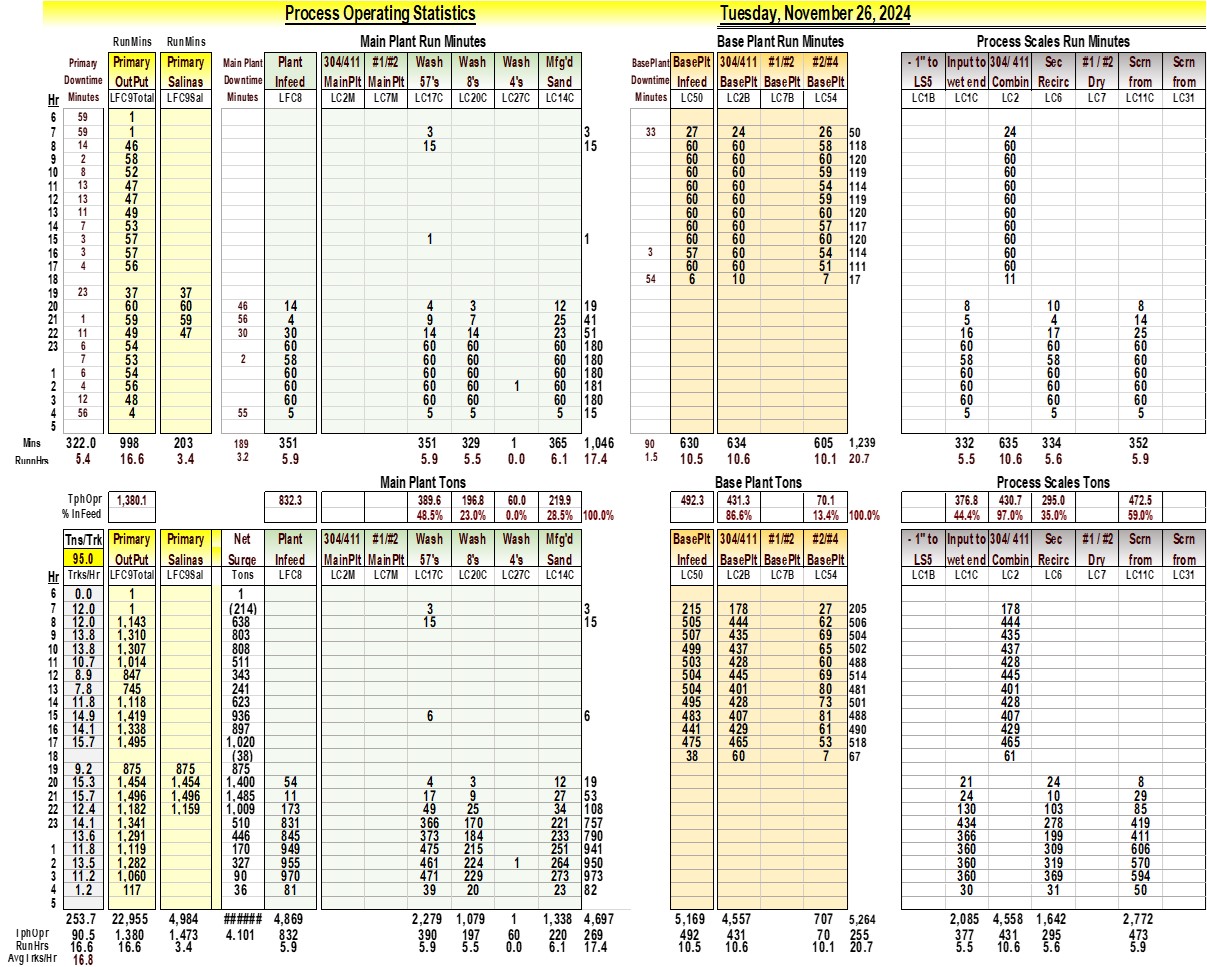 Process Operating Statistics Tuesday, November 26, 2024
RunMins RunMins Main Plant Run Minutes Base Plant Run Minutes Process Scales Run Minutes
Primary Primary Primary Main Plant Plant 304/411 #1/#2 Wash Wash Wash Mfg'd BasePlant BasePlt 304/411 #1/#2 #2/#4 - 1" to Input to 304/ 411 Sec #1 / #2 Scrn Scrn
Downtime OutPut Salinas Downtime Infeed MainPlt MainPlt 57's 8's 4's Sand Downtime Infeed BasePlt BasePlt BasePlt LS5 wet end Combin Recirc Dry from from
Hr Minutes LFC9Total LFC9Sal Minutes LFC8 LC2M LC7M LC17C LC20C LC27C LC14C Minutes LC50 LC2B LC7B LC54 LC1B LC1C LC2 LC6 LC7 LC11C LC31
6 59 1
7 59 1 3 3 33 27 24 26 50 24
8 14 46 15 15 60 60 58 118 60
9 2 58 60 60 60 120 60
10 8 52 60 60 59 119 60
11 13 47 60 60 54 114 60
12 13 47 60 60 59 119 60
13 11 49 60 60 60 120 60
14 7 53 60 60 57 117 60
15 3 57 1 1 60 60 60 120 60
16 3 57 3 57 60 54 114 60
17 4 56 60 60 51 111 60
18 54 6 10 7 17 11
19 23 37 37
20 60 60 46 14 4 3 12 19 8 10 8
21 1 59 59 56 4 9 7 25 41 5 4 14
22 11 49 47 30 30 14 14 23 51 16 17 25
23 6 54 60 60 60 60 180 60 60 60
7 53 2 58 60 60 60 180 58 58 60
1 6 54 60 60 60 60 180 60 60 60
2 4 56 60 60 60 1 60 181 60 60 60
3 12 48 60 60 60 60 180 60 60 60
4 56 4 55 5 5 5 5 15 5 5 5
5
Mins 322.0 998 203 189 351 351 329 1 365 1,046 90 630 634 605 1,239 332 635 334 352
RunnHrs 5.4 16.6 3.4 3.2 5.9 5.9 5.5 0.0 6.1 17.4 1.5 10.5 10.6 10.1 20.7 5.5 10.6 5.6 5.9
Main Plant Tons Base Plant Tons Process Scales Tons
TphOpr 1,380.1 832.3 389.6 196.8 60.0 219.9 492.3 431.3 70.1 376.8 430.7 295.0 472.5
% InFeed 48.5% 23.0% 0.0% 28.5% 100.0% 86.6% 13.4% 100.0% 44.4% 97.0% 35.0% 59.0%
Tns/Trk Primary Primary Net Plant 304/411 #1/#2 Wash Wash Wash Mfg'd BasePlt 304/411 #1/#2 #2/#4 - 1" to Input to 304/ 411 Sec #1 / #2 Scrn Scrn
95.0 OutPut Salinas Surge Infeed MainPlt MainPlt 57's 8's 4's Sand Infeed BasePlt BasePlt BasePlt LS5 wet end Combin Recirc Dry from from
Hr Trks/Hr LFC9Total LFC9Sal Tons LFC8 LC2M LC7M LC17C LC20C LC27C LC14C LC50 LC2B LC7B LC54 LC1B LC1C LC2 LC6 LC7 LC11C LC31
6 0.0 1 1
7 12.0 1 (214) 3 3 215 178 27 205 178
8 12.0 1,143 638 15 15 505 444 62 506 444
9 13.8 1,310 803 507 435 69 504 435
10 13.8 1,307 808 499 437 65 502 437
11 10.7 1,014 511 503 428 60 488 428
12 8.9 847 343 504 445 69 514 445
13 7.8 745 241 504 401 80 481 401
14 11.8 1,118 623 495 428 73 501 428
15 14.9 1,419 936 6 6 483 407 81 488 407
16 14.1 1,338 897 441 429 61 490 429
17 15.7 1,495 1,020 475 465 53 518 465
18 (38) 38 60 7 67 61
19 9.2 875 875 875
20 15.3 1,454 1,454 1,400 54 4 3 12 19 21 24 8
21 15.7 1,496 1,496 1,485 11 17 9 27 53 24 10 29
22 12.4 1,182 1,159 1,009 173 49 25 34 108 130 103 85
23 14.1 1,341 510 831 366 170 221 757 434 278 419
13.6 1,291 446 845 373 184 233 790 366 199 411
1 11.8 1,119 170 949 475 215 251 941 360 309 606
2 13.5 1,282 327 955 461 224 1 264 950 360 319 570
3 11.2 1,060 90 970 471 229 273 973 360 369 594
4 1.2 117 36 81 39 20 23 82 30 31 50
5
253.7 22,955 4,984 ###### 4,869 2,279 1,079 1 1,338 4,697 5,169 4,557 707 5,264 2,085 4,558 1,642 2,772
TphOpr 90.5 1,380 1,473 4.101 832 390 197 60 220 269 492 431 70 255 377 431 295 473
RunHrs 16.6 16.6 3.4 5.9 5.9 5.5 0.0 6.1 17.4 10.5 10.6 10.1 20.7 5.5 10.6 5.6 5.9
Avg Trks/Hr 16.8